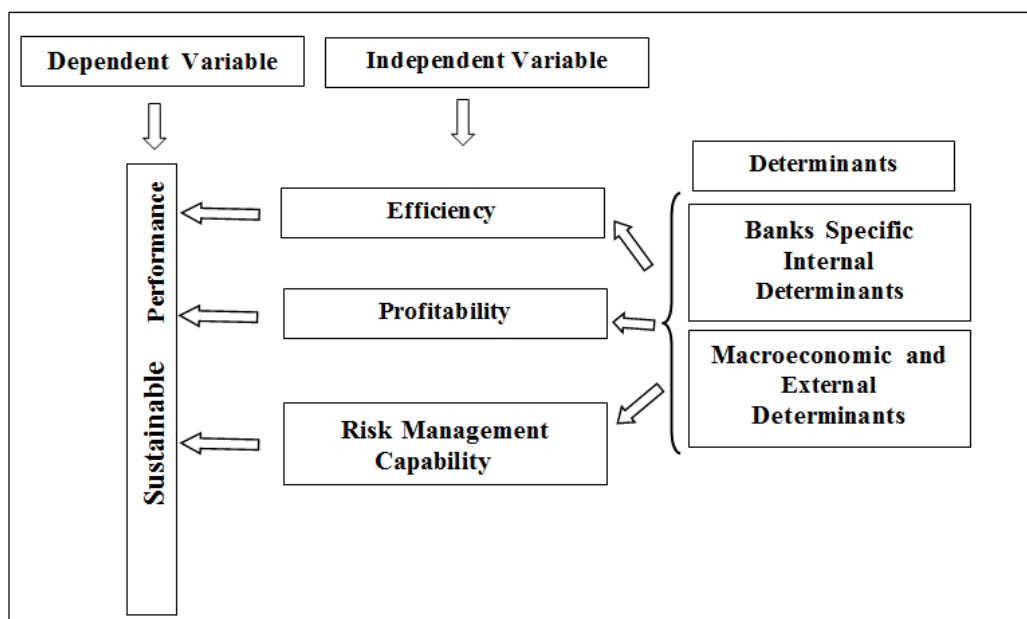 Dependent Variable
Independent Variable
Sustainable Performance
Efficiency
Profitability
Risk Management
Capability
Determinants
Banks Specific
Internal
Determinants
Macroeconomic and
External
Determinants